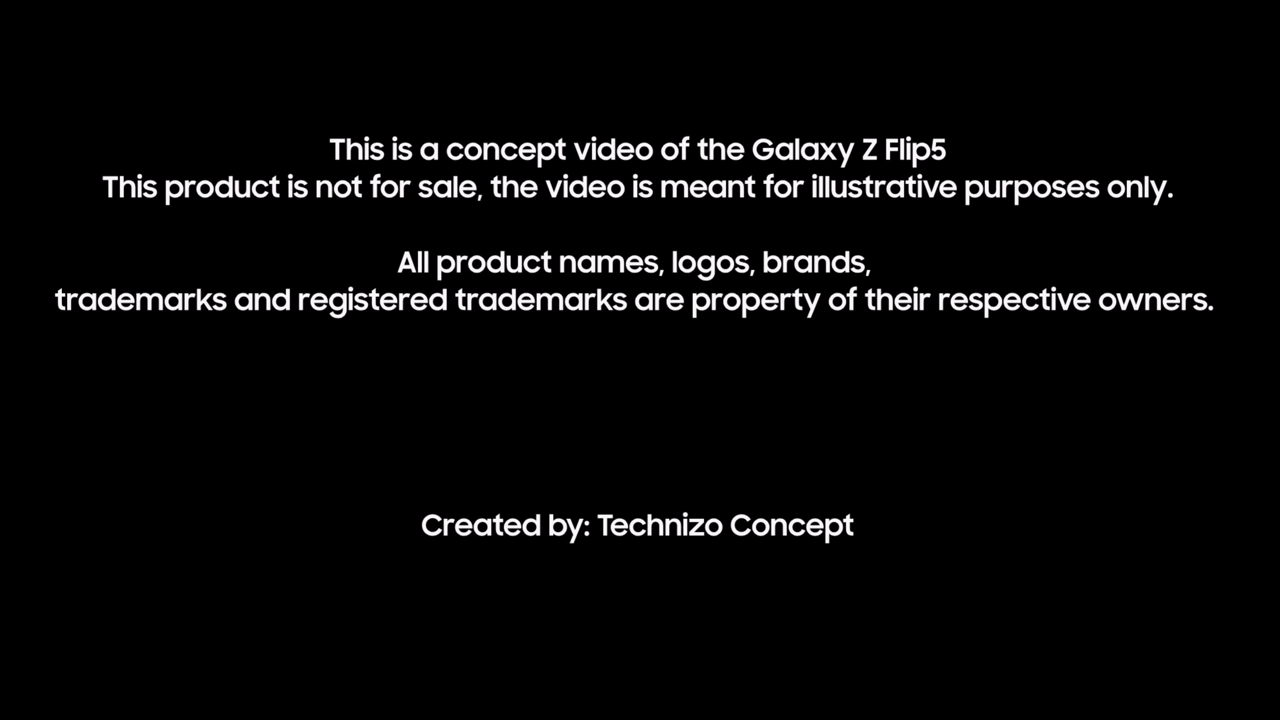 This is a concept video of the Galaxy Z Flip5
This product is not for sale, the video is meant for illustrative purposes only.
All product names, logos, brands,
trademarks and registered trademarks are property of their respective owners.
Created by: Technizo Concept